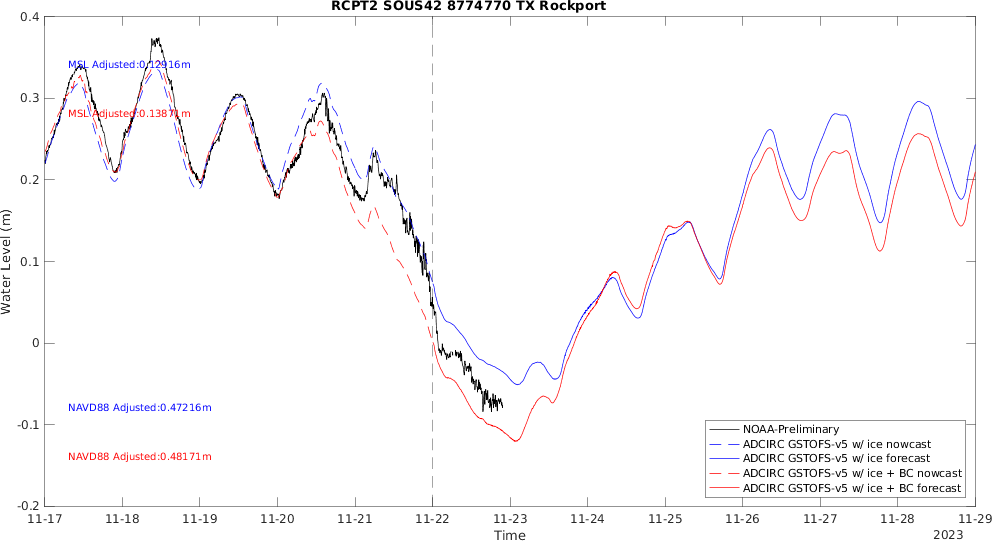 RCPT2 SOUS42 8774770 TX Rockport
0.4
0.3
0.2
0.1
0
-0.1
-0.2
Water Level (m)
MSL Adjusted:0.12916m
MSL Adjusted:0.13871m
NAVD88 Adjusted:0.47216m
NAVD88 Adjusted:0.48171m
NOAA-Preliminary
ADCIRC GSTOFS-v5 w/ ice nowcast
ADCIRC GSTOFS-v5 w/ ice forecast
ADCIRC GSTOFS-v5 w/ ice + BC nowcast
ADCIRC GSTOFS-v5 w/ ice + BC forecast
11-17 11-18 11-19 11-20 11-21 11-22 11-23 11-24 11-25 11-26 11-27 11-28 11-29
Time
2023